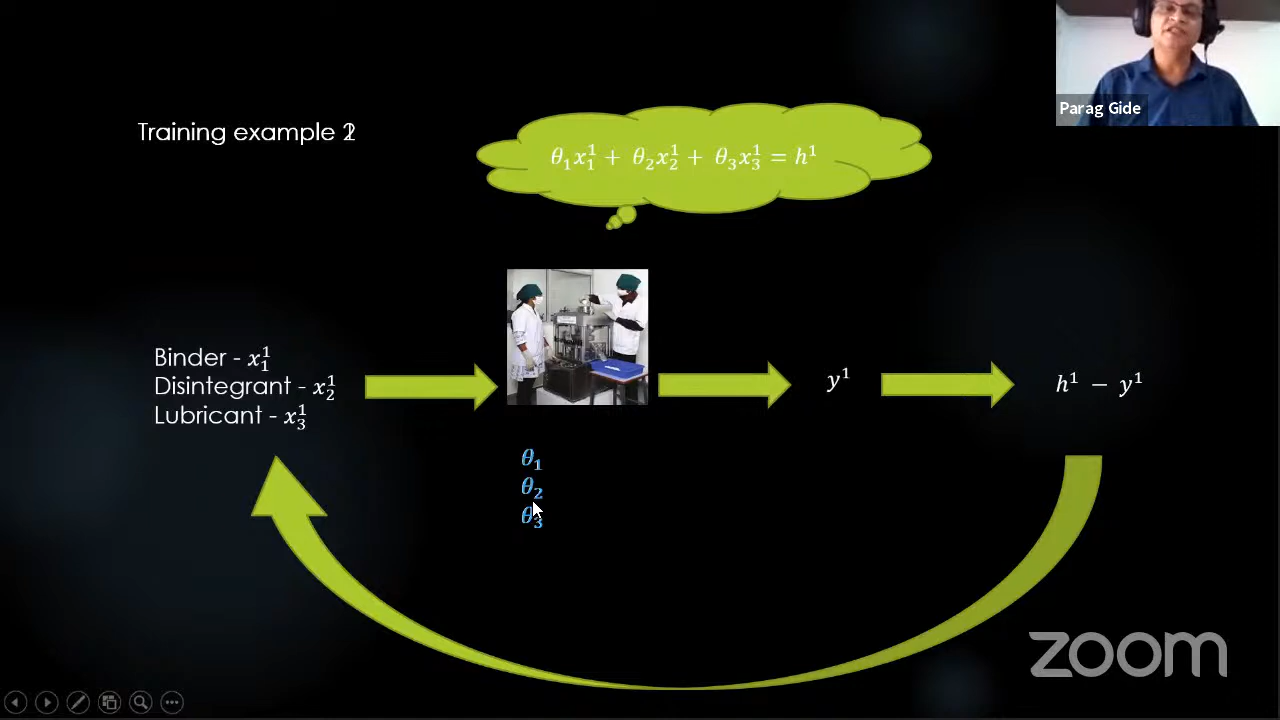 Training example 2
θ₁x₁¹ + θ₂x₂¹ + θ₃x₃¹ = h¹
Parag Gide
Binder - x₁¹
Disintegrant - x₂¹
Lubricant - x₃¹
y¹
h¹ − y¹
θ₁
θ₂
θ₃
zoom